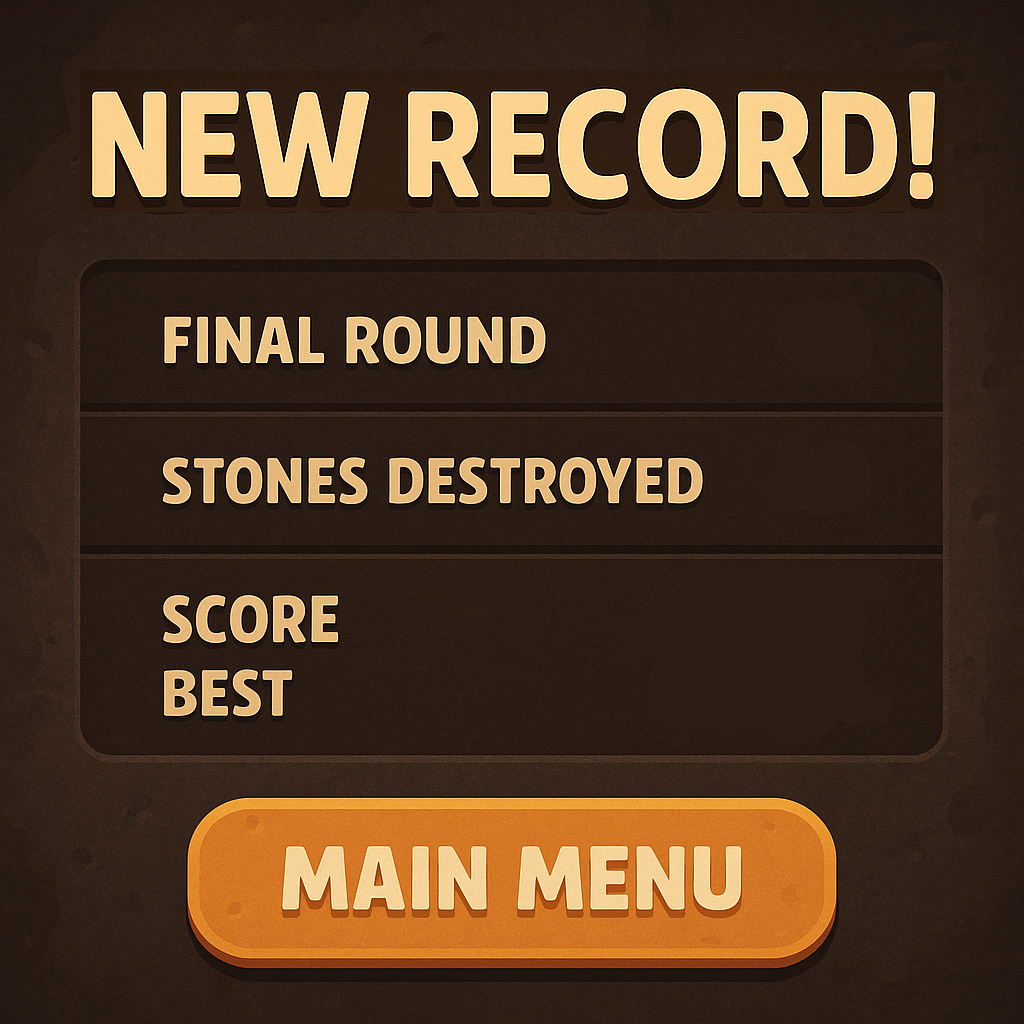 NEW RECORD!
FINAL ROUND
STONES DESTROYED
SCORE
BEST
MAIN MENU